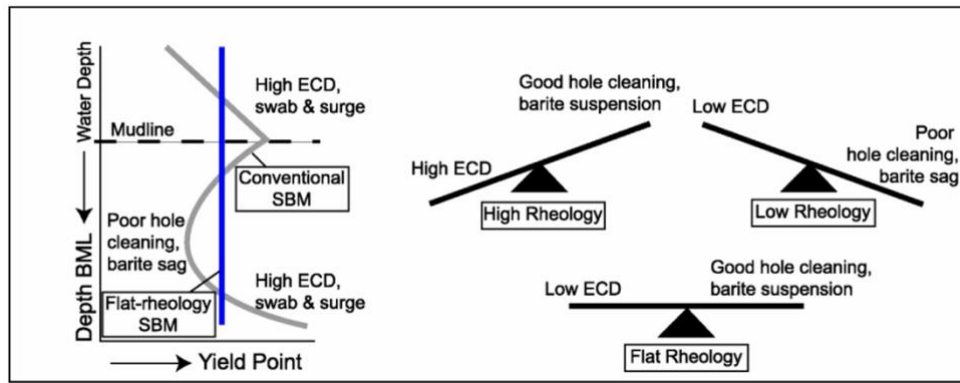 Water Depth
Depth BML
Yield Point
Mudline
High ECD,
swab & surge
Conventional
SBM
Poor hole
cleaning,
barite sag
High ECD,
swab & surge
Flat-rheology
SBM
Good hole cleaning,
barite suspension
High ECD
High Rheology
Low ECD
Poor
hole cleaning,
barite sag
Low Rheology
Low ECD
Good hole cleaning,
barite suspension
Flat Rheology